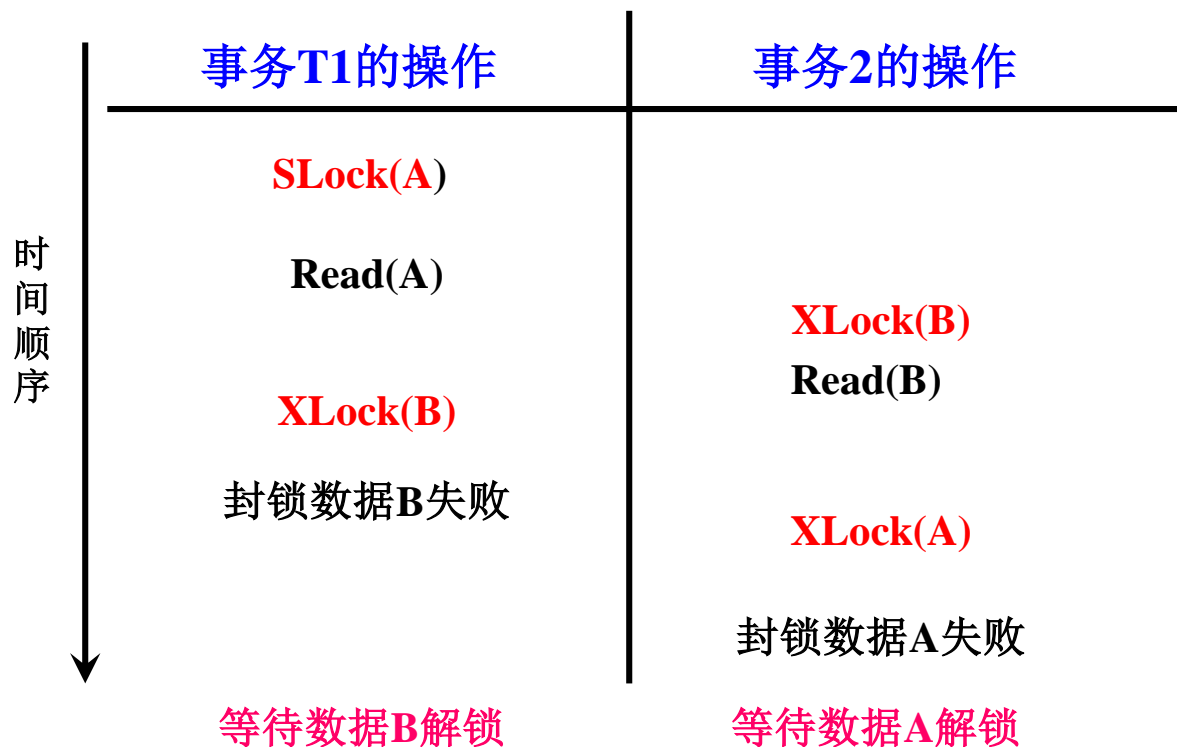 事务T1的操作
事务2的操作
时间顺序
SLock(A)
Read(A)
XLock(B)
Read(B)
XLock(B)
封锁数据B失败
XLock(A)
封锁数据A失败
等待数据B解锁
等待数据A解锁